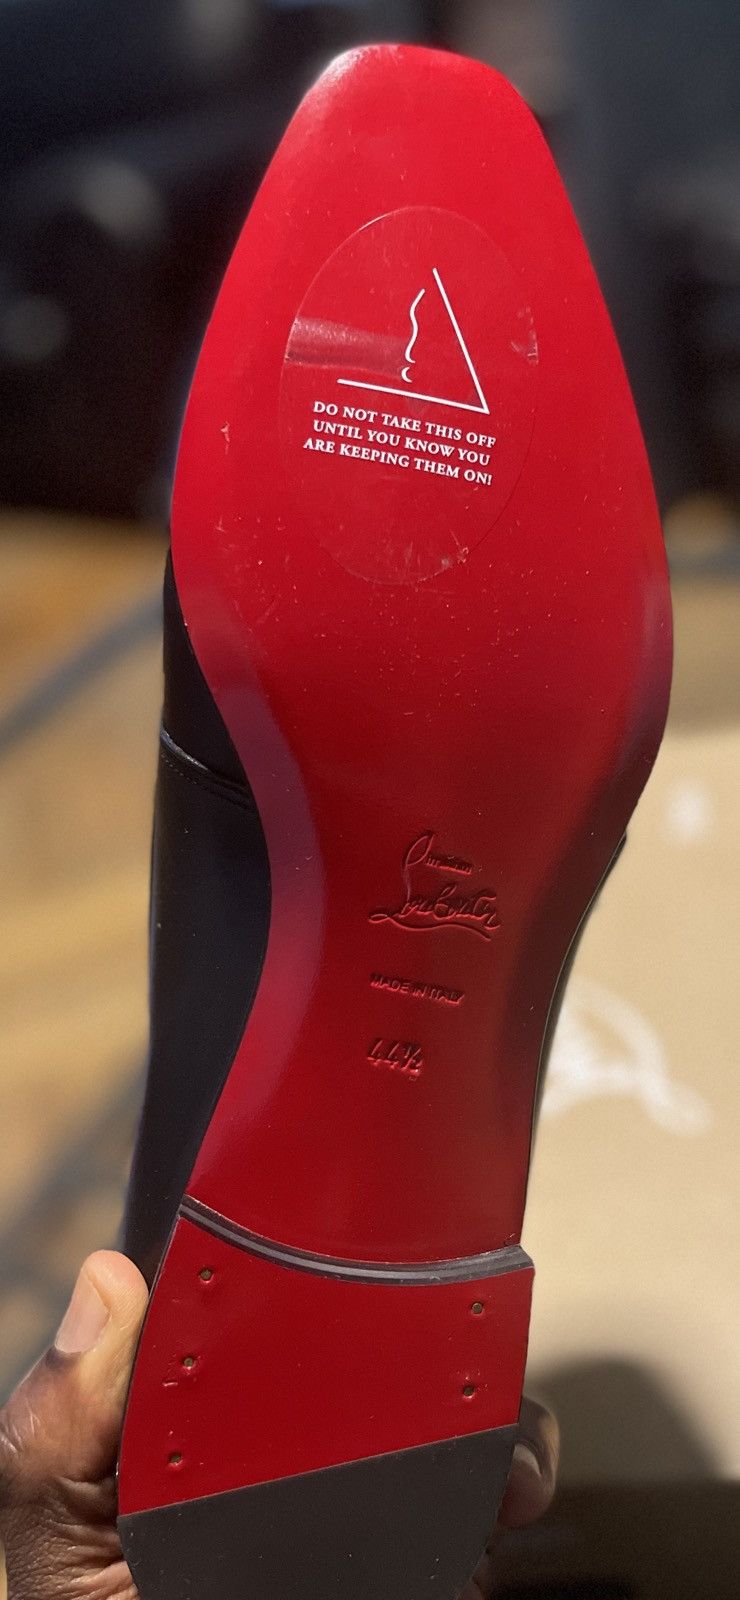 DO NOT TAKE THIS OFF
UNTIL YOU KNOW YOU
ARE KEEPING THEM ON!
Christian
Louboutin
MADE IN ITALY
44½